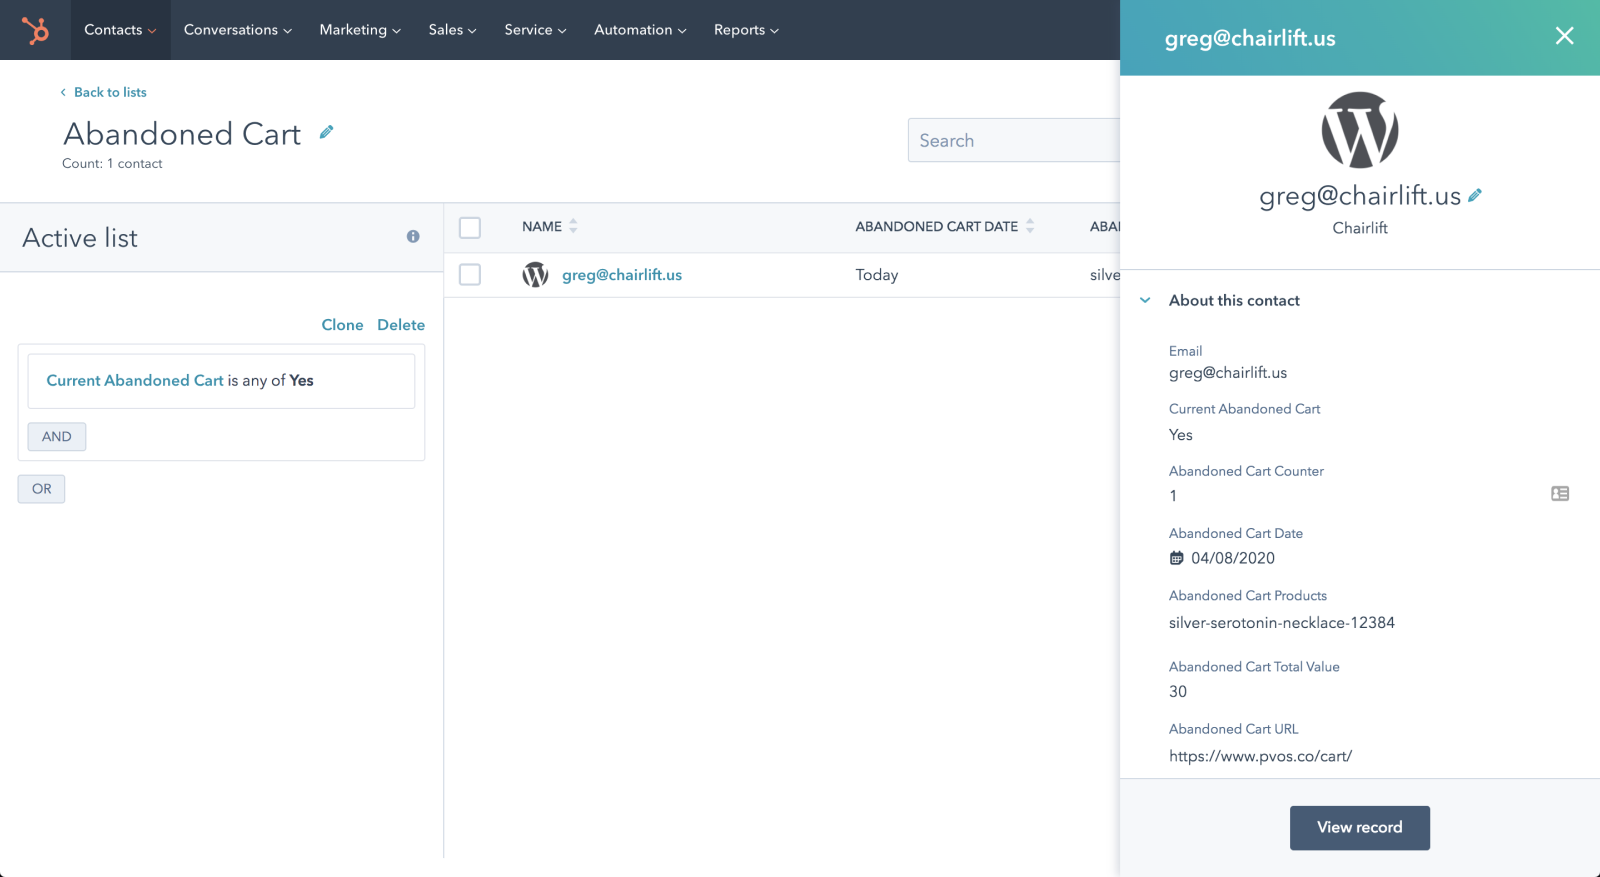 Contacts Conversations Marketing Sales Service Automation Reports
greg@chairlift.us
Back to lists
Abandoned Cart
Count: 1 contact
Search
greg@chairlift.us
Chairlift
Active list
NAME ABANDONED CART DATE ABA
greg@chairlift.us Today silve
Clone Delete
Current Abandoned Cart is any of Yes
AND
OR
About this contact
Email
greg@chairlift.us
Current Abandoned Cart
Yes
Abandoned Cart Counter
1
Abandoned Cart Date
04/08/2020
Abandoned Cart Products
silver-serotonin-necklace-12384
Abandoned Cart Total Value
30
Abandoned Cart URL
https://www.pvos.co/cart/
View record